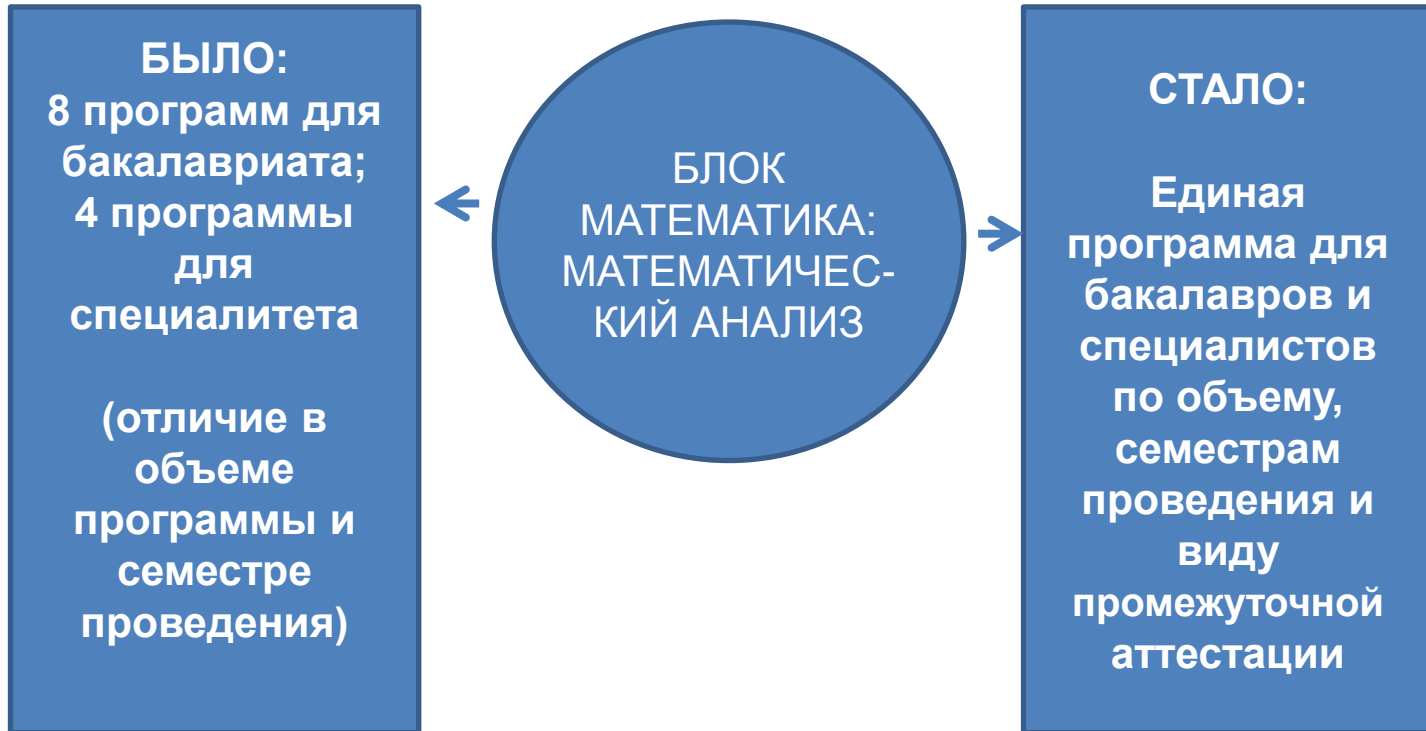 БЫЛО:
8 программ для
бакалавриата;
4 программы
для
специалитета
(отличие в
объеме
программы и
семестре
проведения)
БЛОК
МАТЕМАТИКА:
МАТЕМАТИЧЕС-
КИЙ АНАЛИЗ
СТАЛО:
Единая
программа для
бакалавров и
специалистов
по объему,
семестрам
проведения и
виду
промежуточной
аттестации